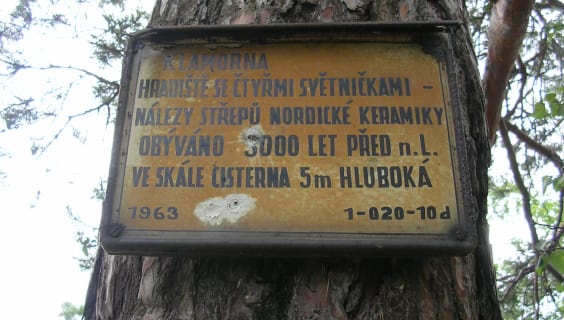 KLAMORNA
HRADIŠTĚ SE ČTYŘMI SVĚTNIČKAMI -
NÁLEZY STŘEPŮ NORDICKÉ KERAMIKY
OBÝVÁNO 3000 LET PŘED n.L.
VE SKÁLE CISTERNA 5m HLUBOKÁ
1963 1-020-10d